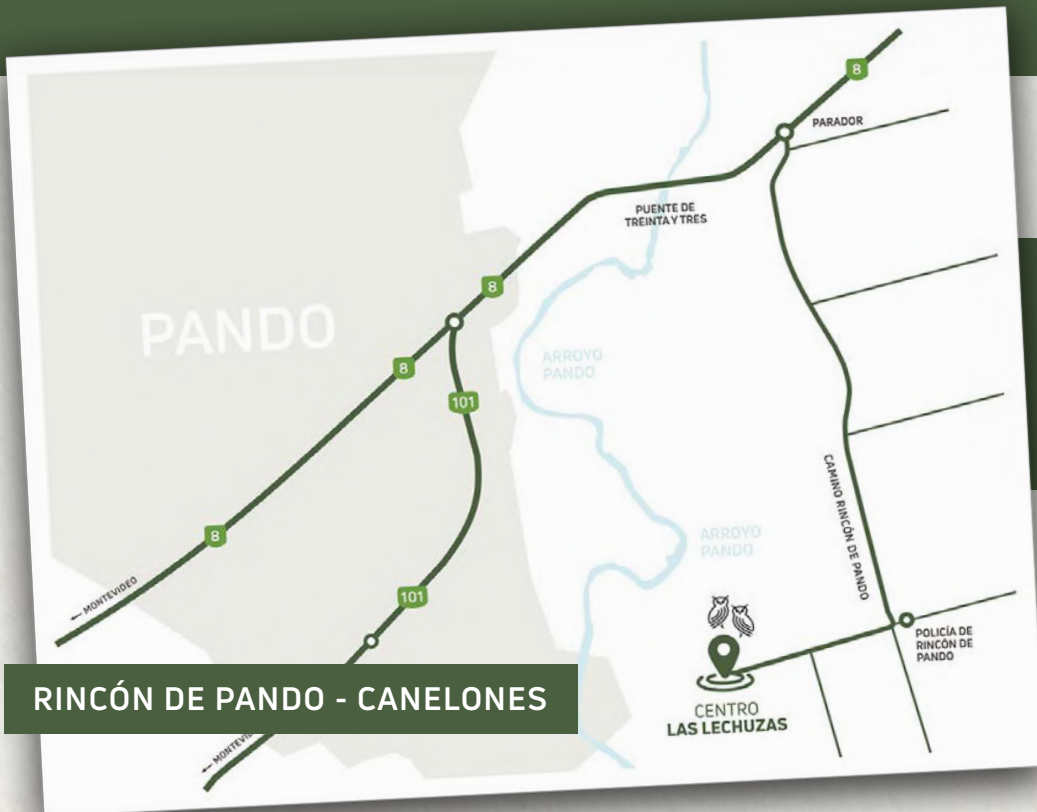 8
PARADOR
PUENTE DE
TREINTA Y TRES
8
PANDO
ARROYO
PANDO
8
101
CAMINO RINCÓN DE PANDO
8
ARROYO
PANDO
← MONTEVIDEO
101
POLICÍA DE
RINCÓN DE
PANDO
RINCÓN DE PANDO - CANELONES
CENTRO
LAS LECHUZAS